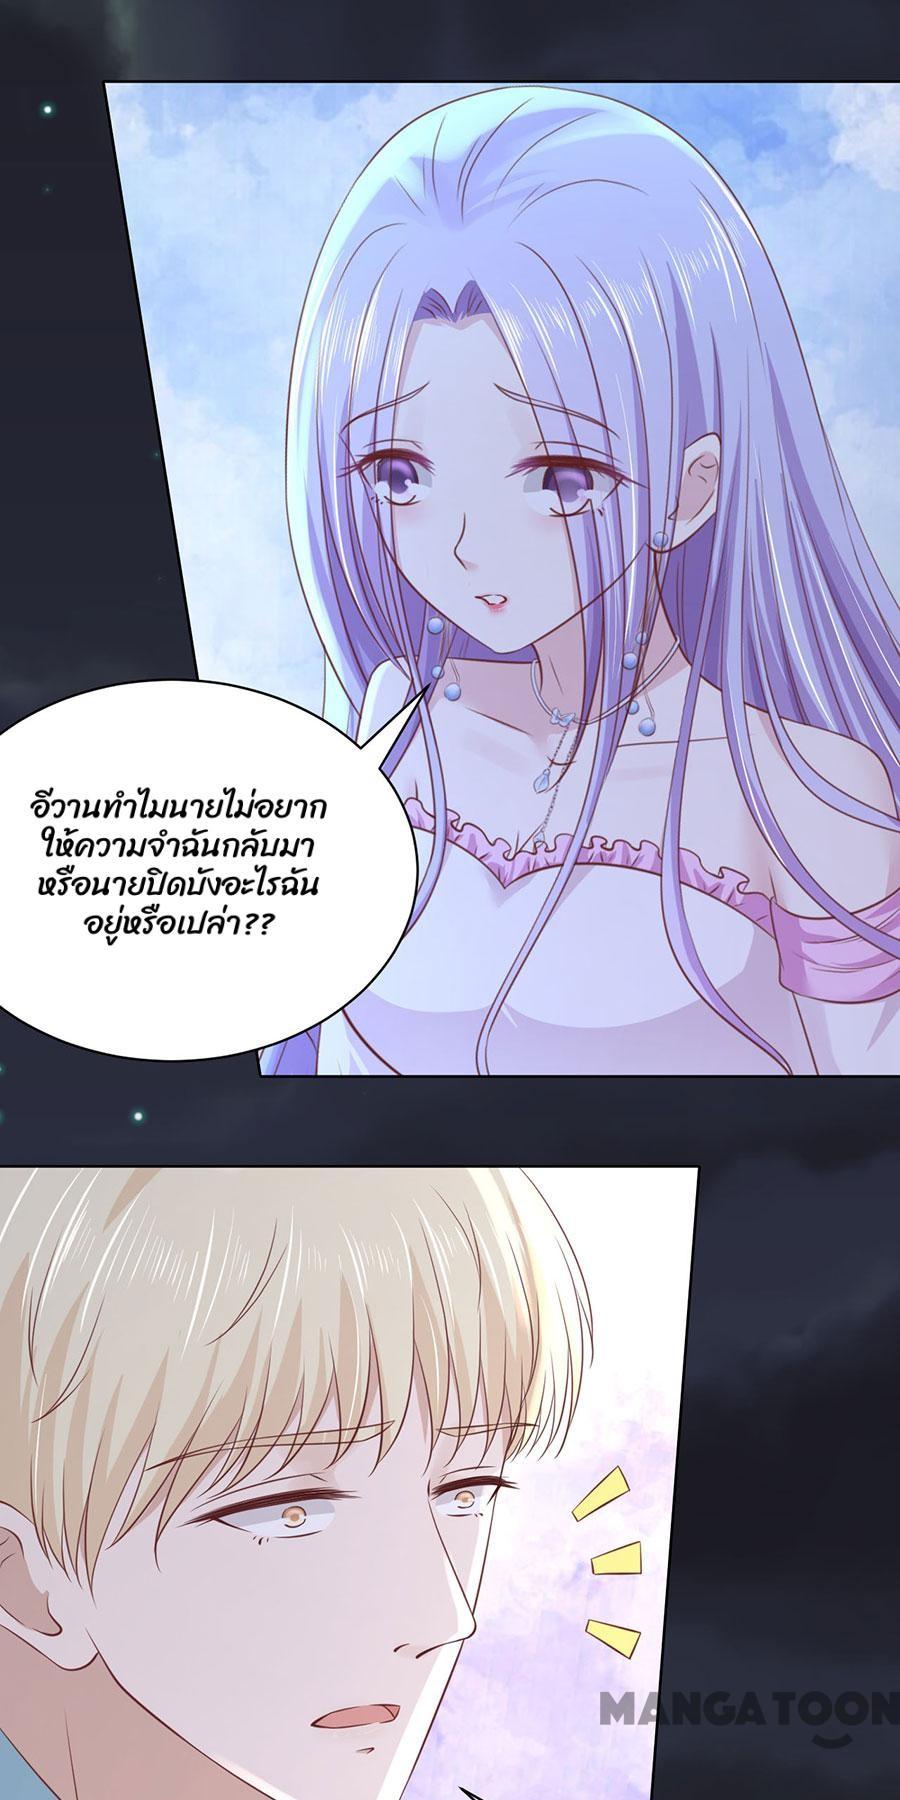 อีวานทำไมนายไม่อยาก
ให้ความจำฉันกลับมา
หรือนายปิดบังอะไรฉัน
อยู่หรือเปล่า??
MANGATOON